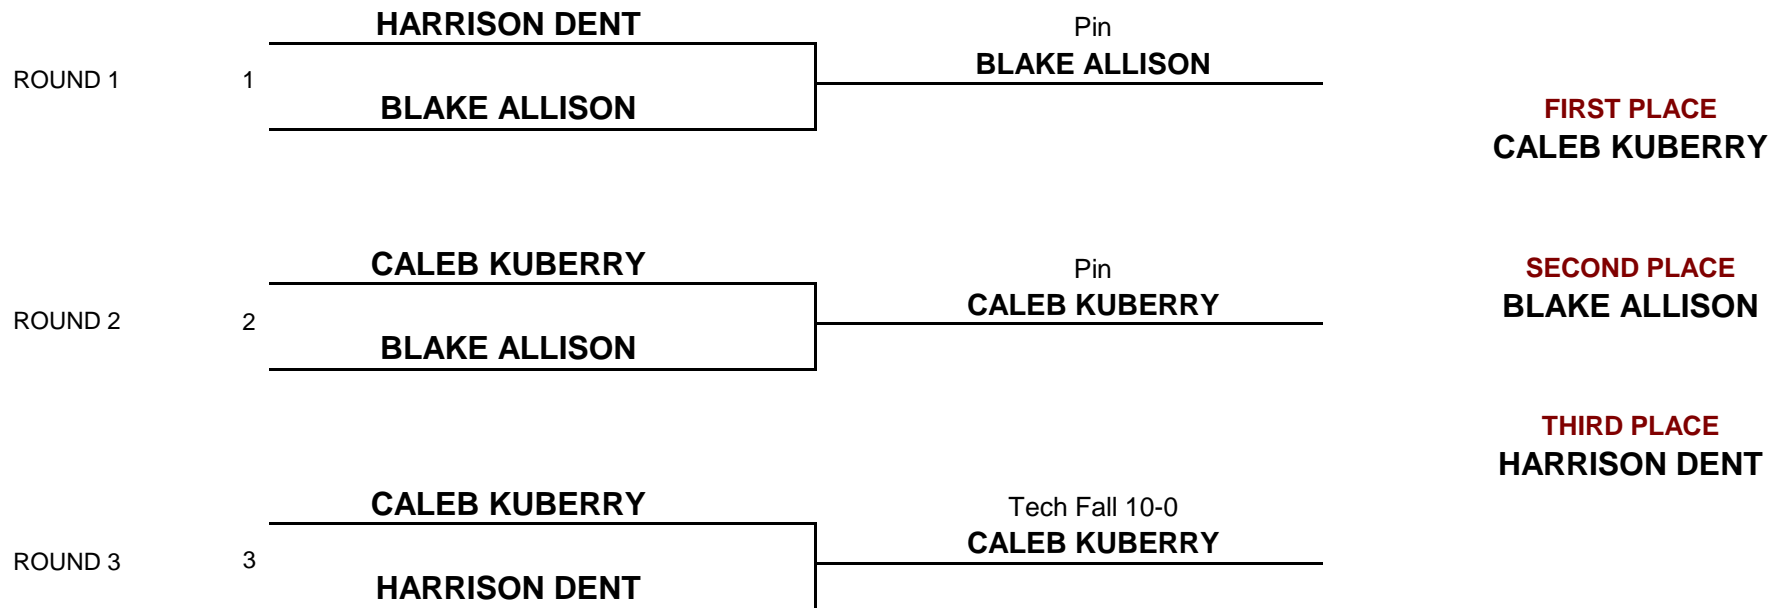 HARRISON DENT
Pin
ROUND 1
1
BLAKE ALLISON
BLAKE ALLISON
FIRST PLACE
CALEB KUBERRY
CALEB KUBERRY
Pin
SECOND PLACE
ROUND 2
2
CALEB KUBERRY
BLAKE ALLISON
BLAKE ALLISON
THIRD PLACE
HARRISON DENT
CALEB KUBERRY
Tech Fall 10-0
ROUND 3
3
CALEB KUBERRY
HARRISON DENT